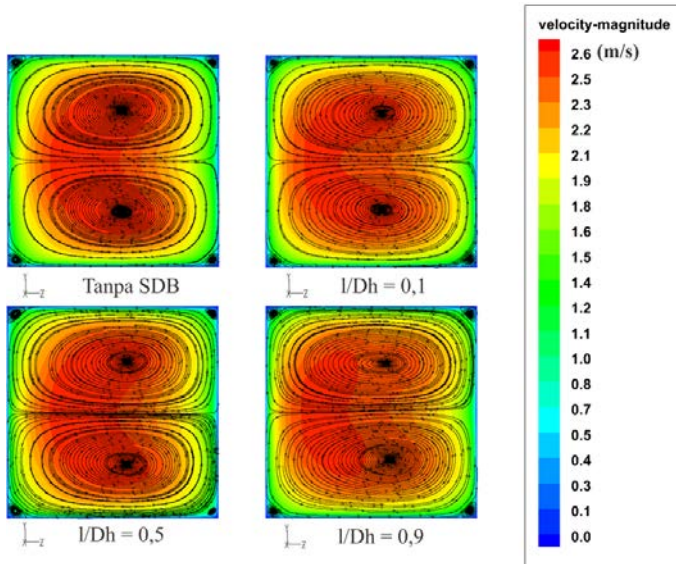 velocity-magnitude
(m/s)
2.6
2.5
2.3
2.2
2.1
1.9
1.8
1.6
1.5
1.4
1.2
1.1
1.0
0.8
0.7
0.5
0.4
0.3
0.1
0.0
Y
X Z
Tanpa SDB
Y
X Z
l/Dh = 0,1
Y
X Z
l/Dh = 0,5
Y
X Z
l/Dh = 0,9